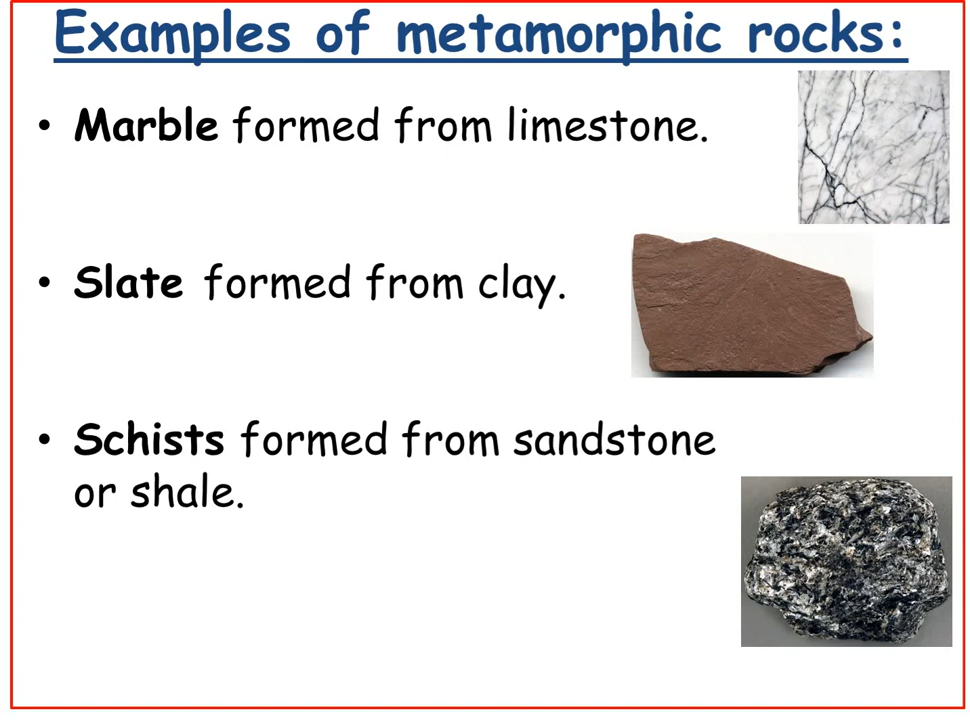 Examples of metamorphic rocks:
• Marble formed from limestone.
• Slate formed from clay.
• Schists formed from sandstone
or shale.